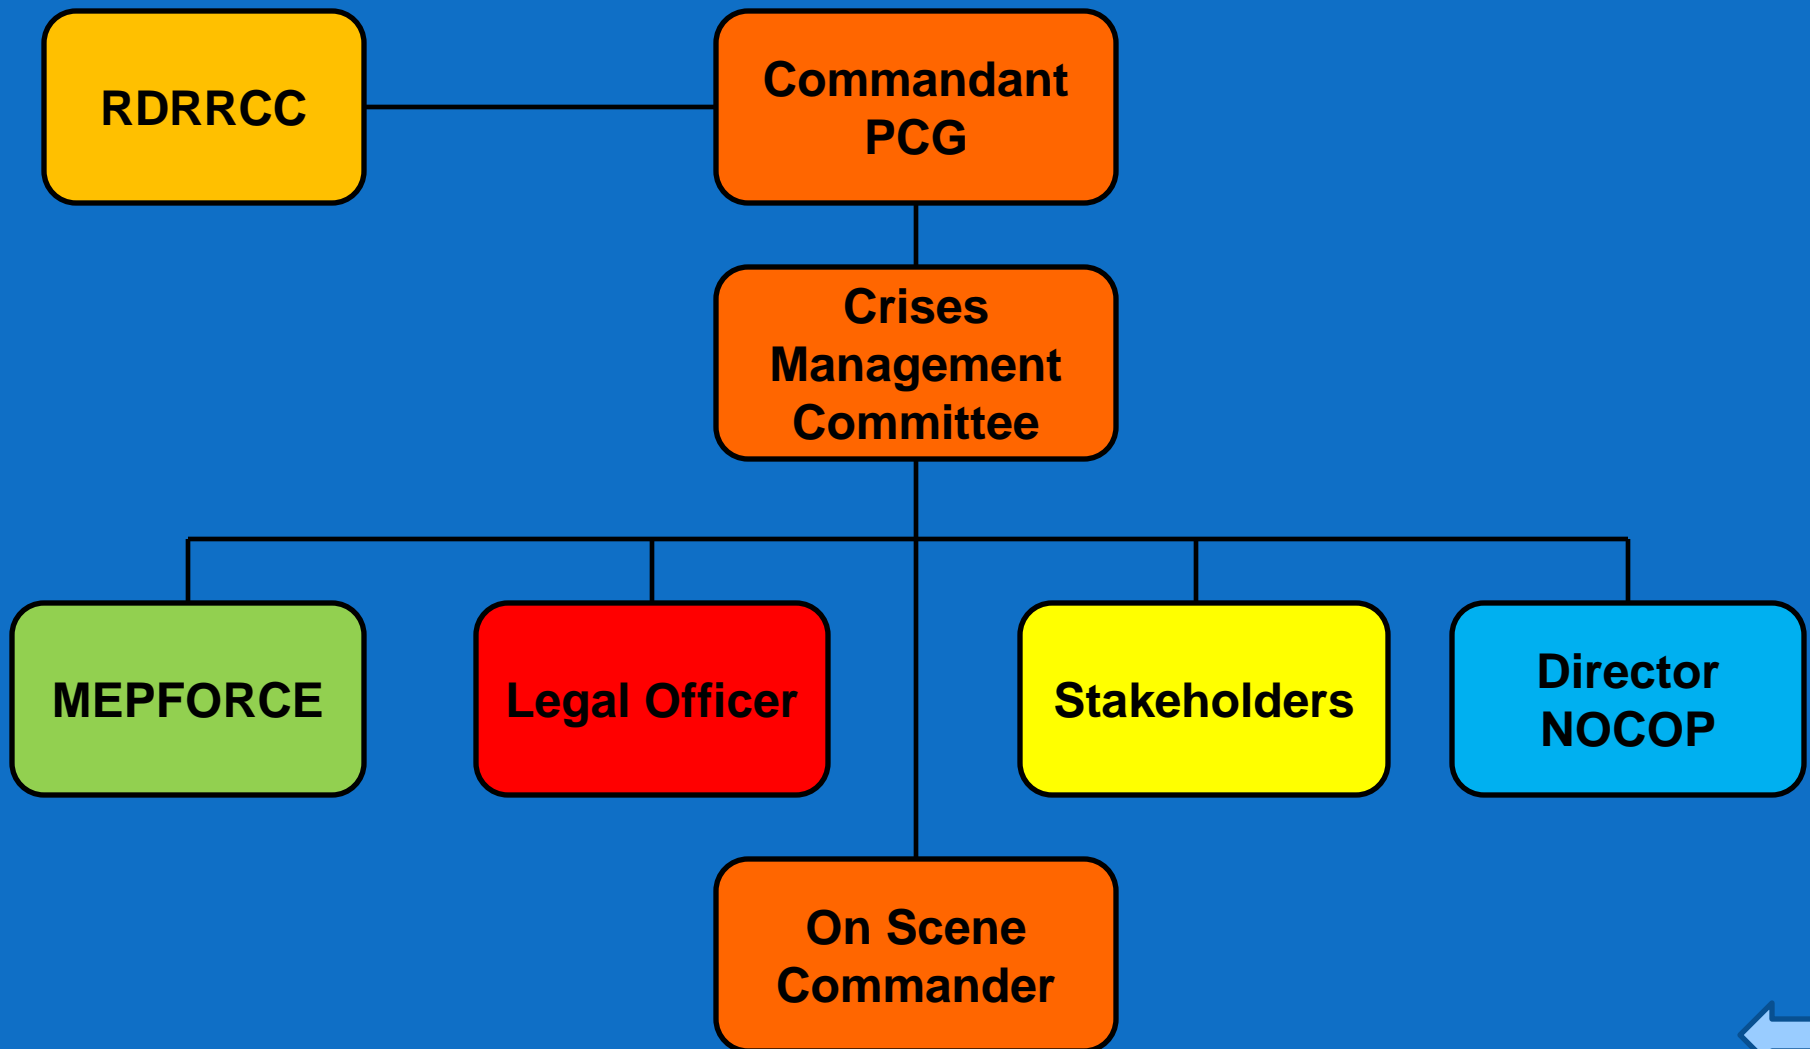 RDRRCC
Commandant
PCG
Crises
Management
Committee
MEPFORCE
Legal Officer
Stakeholders
Director
NOCOP
On Scene
Commander